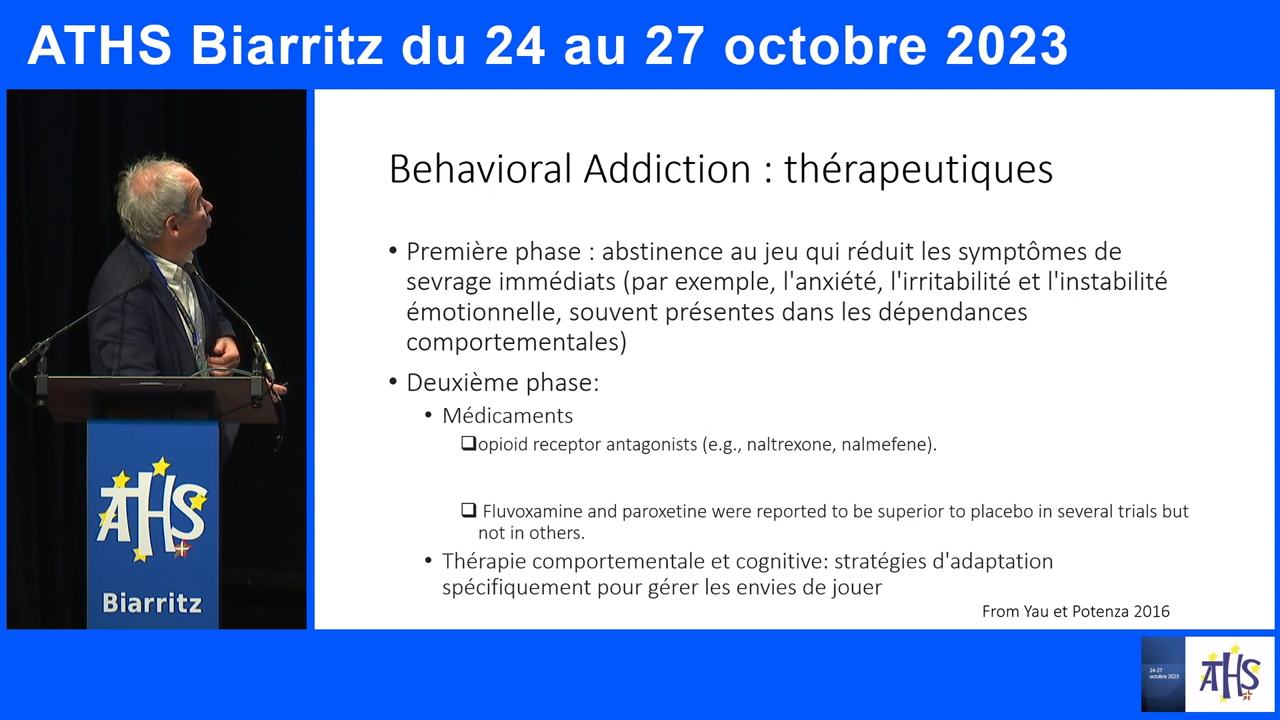 ATHS Biarritz du 24 au 27 octobre 2023
Behavioral Addiction : thérapeutiques
• Première phase : abstinence au jeu qui réduit les symptômes de
sevrage immédiats (par exemple, l'anxiété, l'irritabilité et l'instabilité
émotionnelle, souvent présentes dans les dépendances
comportementales)
• Deuxième phase:
• Médicaments
❑opioid receptor antagonists (e.g., naltrexone, nalmefene).
❑ Fluvoxamine and paroxetine were reported to be superior to placebo in several trials but
not in others.
• Thérapie comportementale et cognitive: stratégies d'adaptation
spécifiquement pour gérer les envies de jouer
From Yau et Potenza 2016
ATHS
Biarritz
24-27
octobre 2023
ATHS